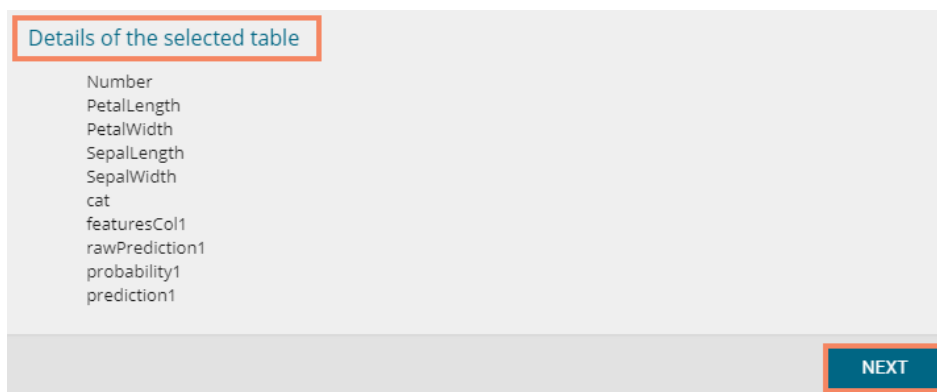 Details of the selected table
Number
PetalLength
PetalWidth
SepalLength
SepalWidth
cat
featuresCol1
rawPrediction1
probability1
prediction1
NEXT